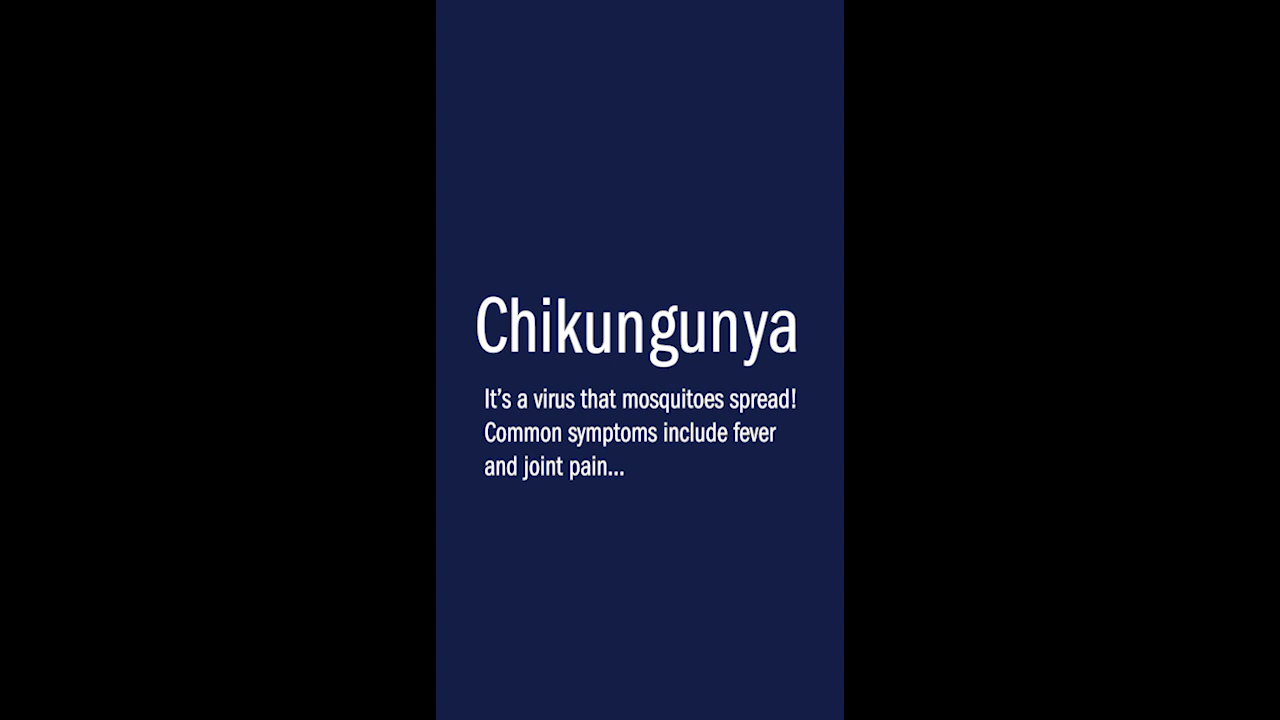 Chikungunya
It’s a virus that mosquitoes spread!
Common symptoms include fever
and joint pain...